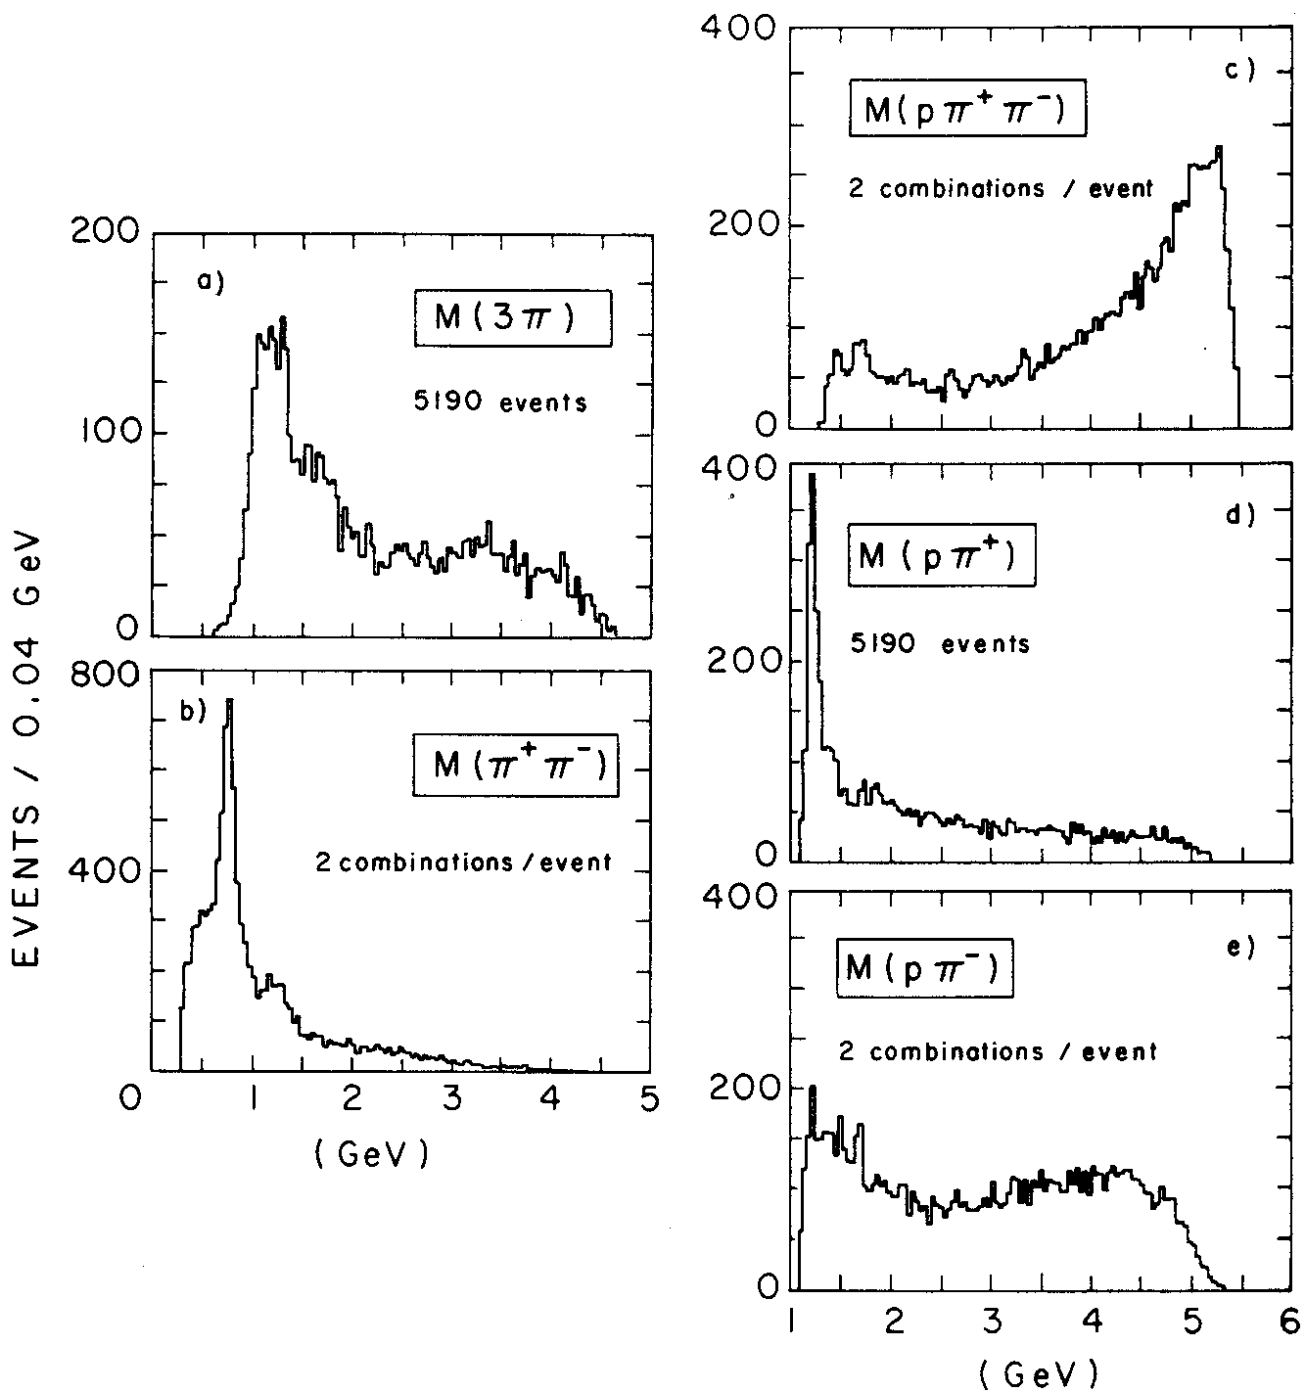 EVENTS / 0.04 GeV
200
100
0
a)
M(3π)
5190 events
800
400
0
b)
M(π⁺π⁻)
2 combinations/event
1 2 3 4 5
(GeV)
400
300
200
0
c)
M(pπ⁺π⁻)
2 combinations / event
400
200
0
d)
M(pπ⁺)
5190 events
400
200
0
e)
M(pπ⁻)
2 combinations / event
1 2 3 4 5 6
(GeV)